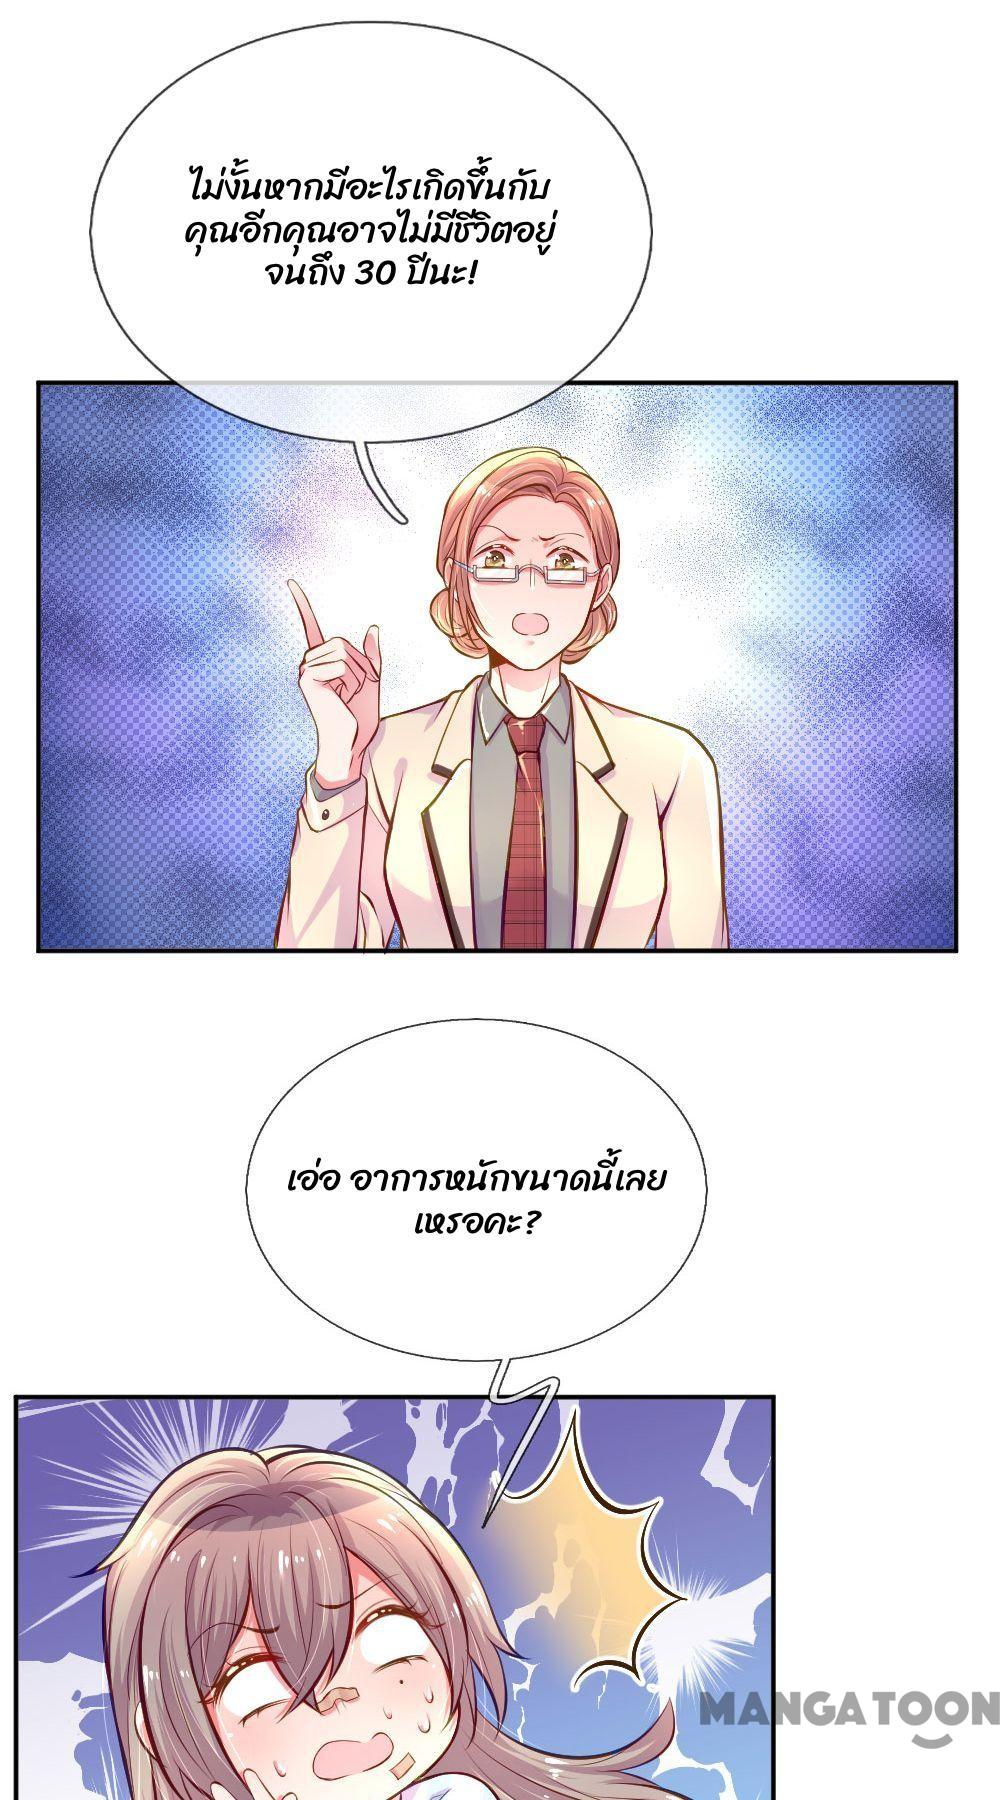 ไม่งั้นหากมีอะไรเกิดขึ้นกับ
คุณอีกคุณอาจไม่มีชีวิตอยู่
จนถึง 30 ปีนะ!
เอ่อ อาการหนักขนาดนี้เลย
เหรอคะ?
MANGATOON